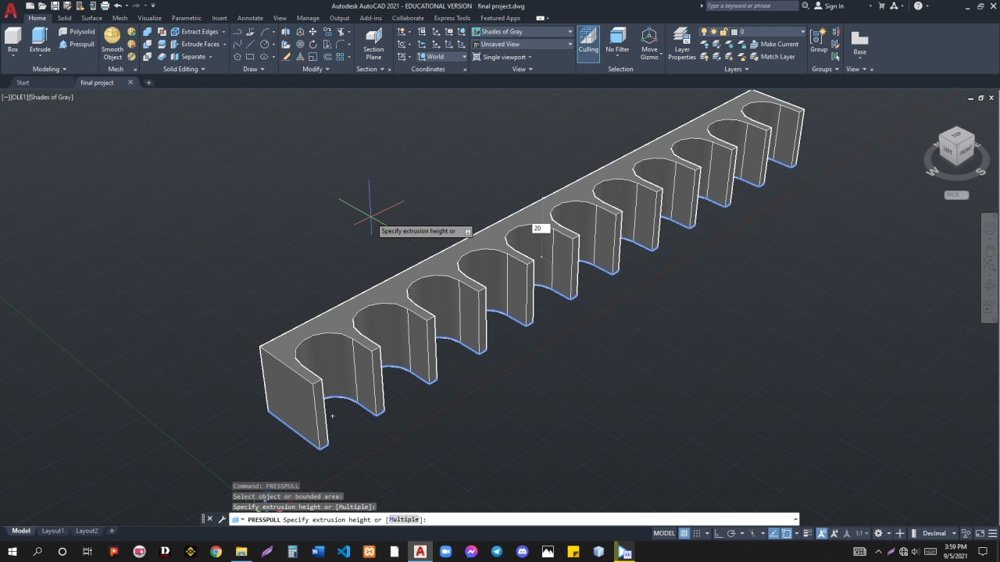 Autodesk AutoCAD 2021 - EDUCATIONAL VERSION final project.dwg
Type a keyword or phrase
Sign In
Home Solid Surface Mesh Visualize Parametric Insert Annotate View Manage Output Add-ins Collaborate Express Tools Featured Apps
Polysolid Extract Edges Shades of Gray 0
Box Extrude Presspull Smooth Object Extrude Faces Section Plane Unsaved View Culling No Filter Move Gizmo Layer Properties Make Current Group Base
Separate World Single viewport Match Layer
Modeling Mesh Solid Editing Draw Modify Section Coordinates View Selection Layers Groups View
Start final project
[−][OLE1][Shades of Gray]
TOP
LEFT FRONT
W S
WCS
20
Specify extrusion height or
Command: PRESSPULL
Select object or bounded area:
Specify extrusion height or [Multiple]:
PRESSPULL Specify extrusion height or [Multiple]:
Model Layout1 Layout2
MODEL 1:1 Decimal
3:59 PM
9/5/2021